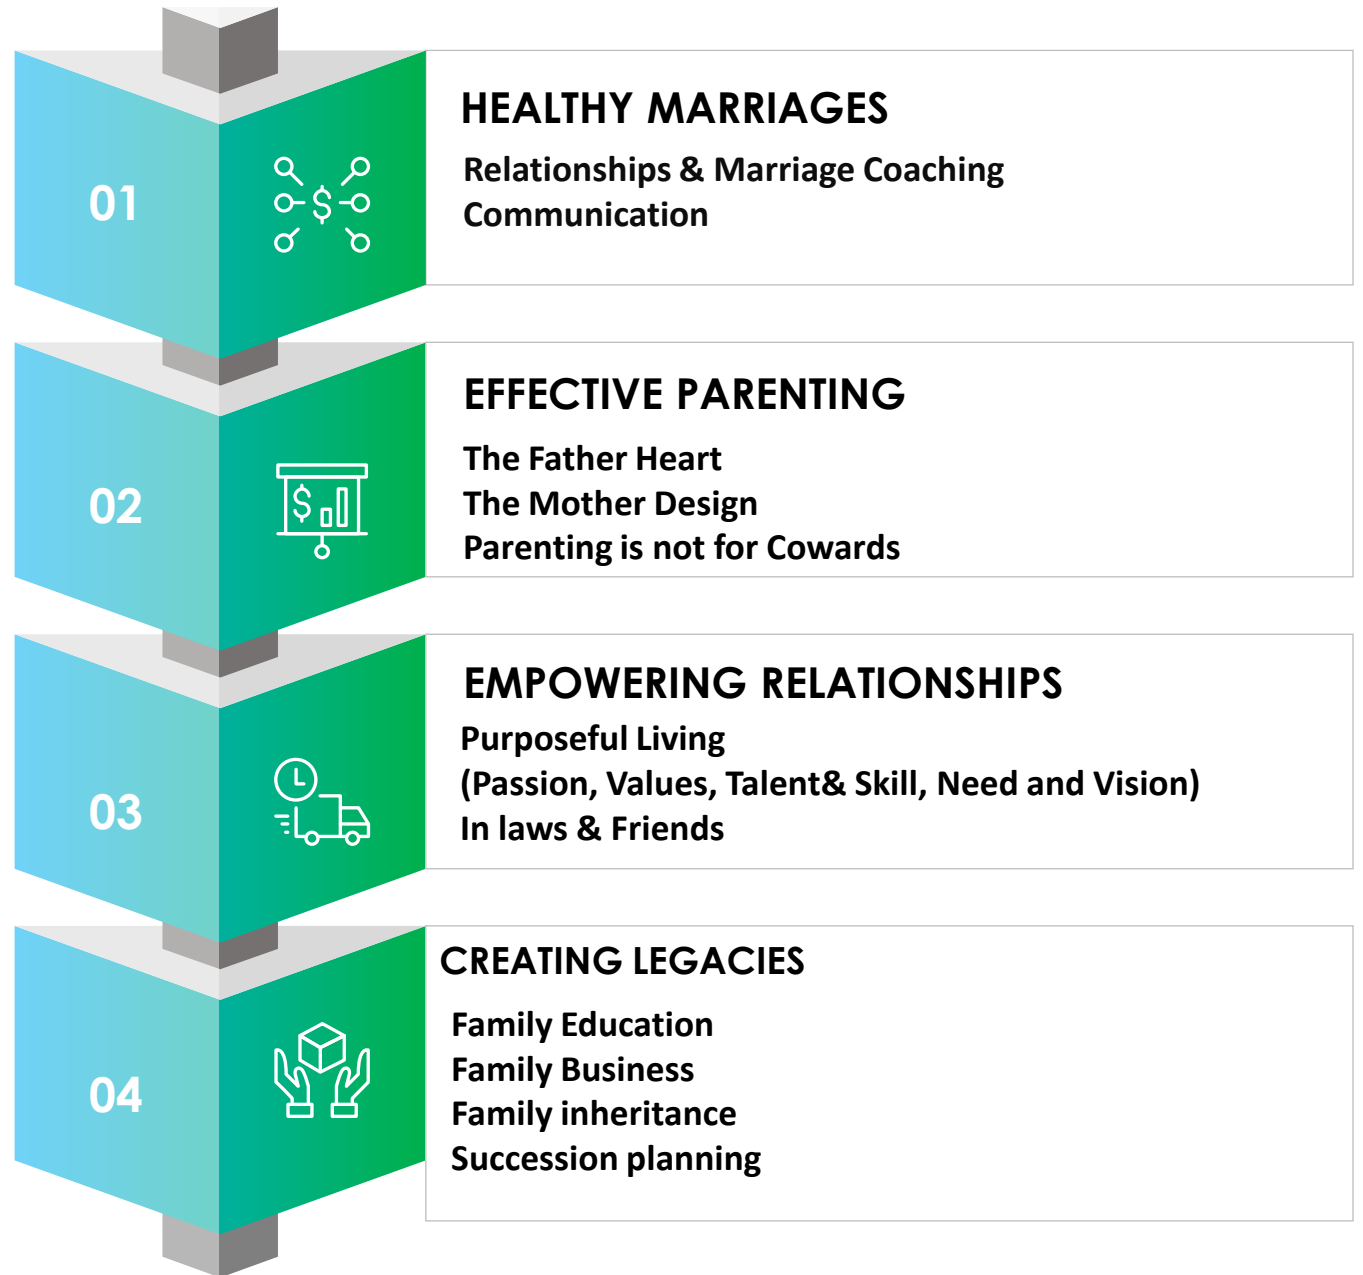 01
HEALTHY MARRIAGES
Relationships & Marriage Coaching
Communication
02
EFFECTIVE PARENTING
The Father Heart
The Mother Design
Parenting is not for Cowards
03
EMPOWERING RELATIONSHIPS
Purposeful Living
(Passion, Values, Talent& Skill, Need and Vision)
In laws & Friends
04
CREATING LEGACIES
Family Education
Family Business
Family inheritance
Succession planning